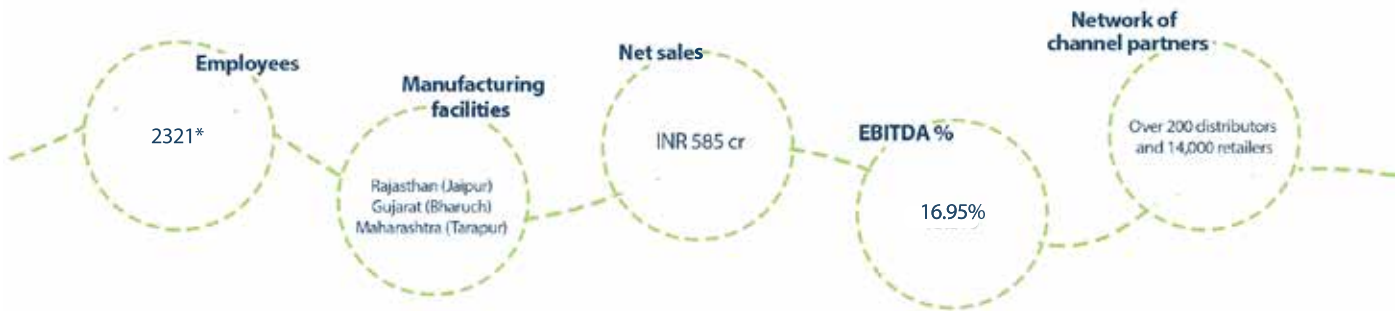 Employees
2321*
Manufacturing
facilities
Rajasthan (Jaipur)
Gujarat (Bharuch)
Maharashtra (Tarapur)
Net sales
INR 585 cr
EBITDA %
16.95%
Network of
channel partners
Over 200 distributors
and 14,000 retailers